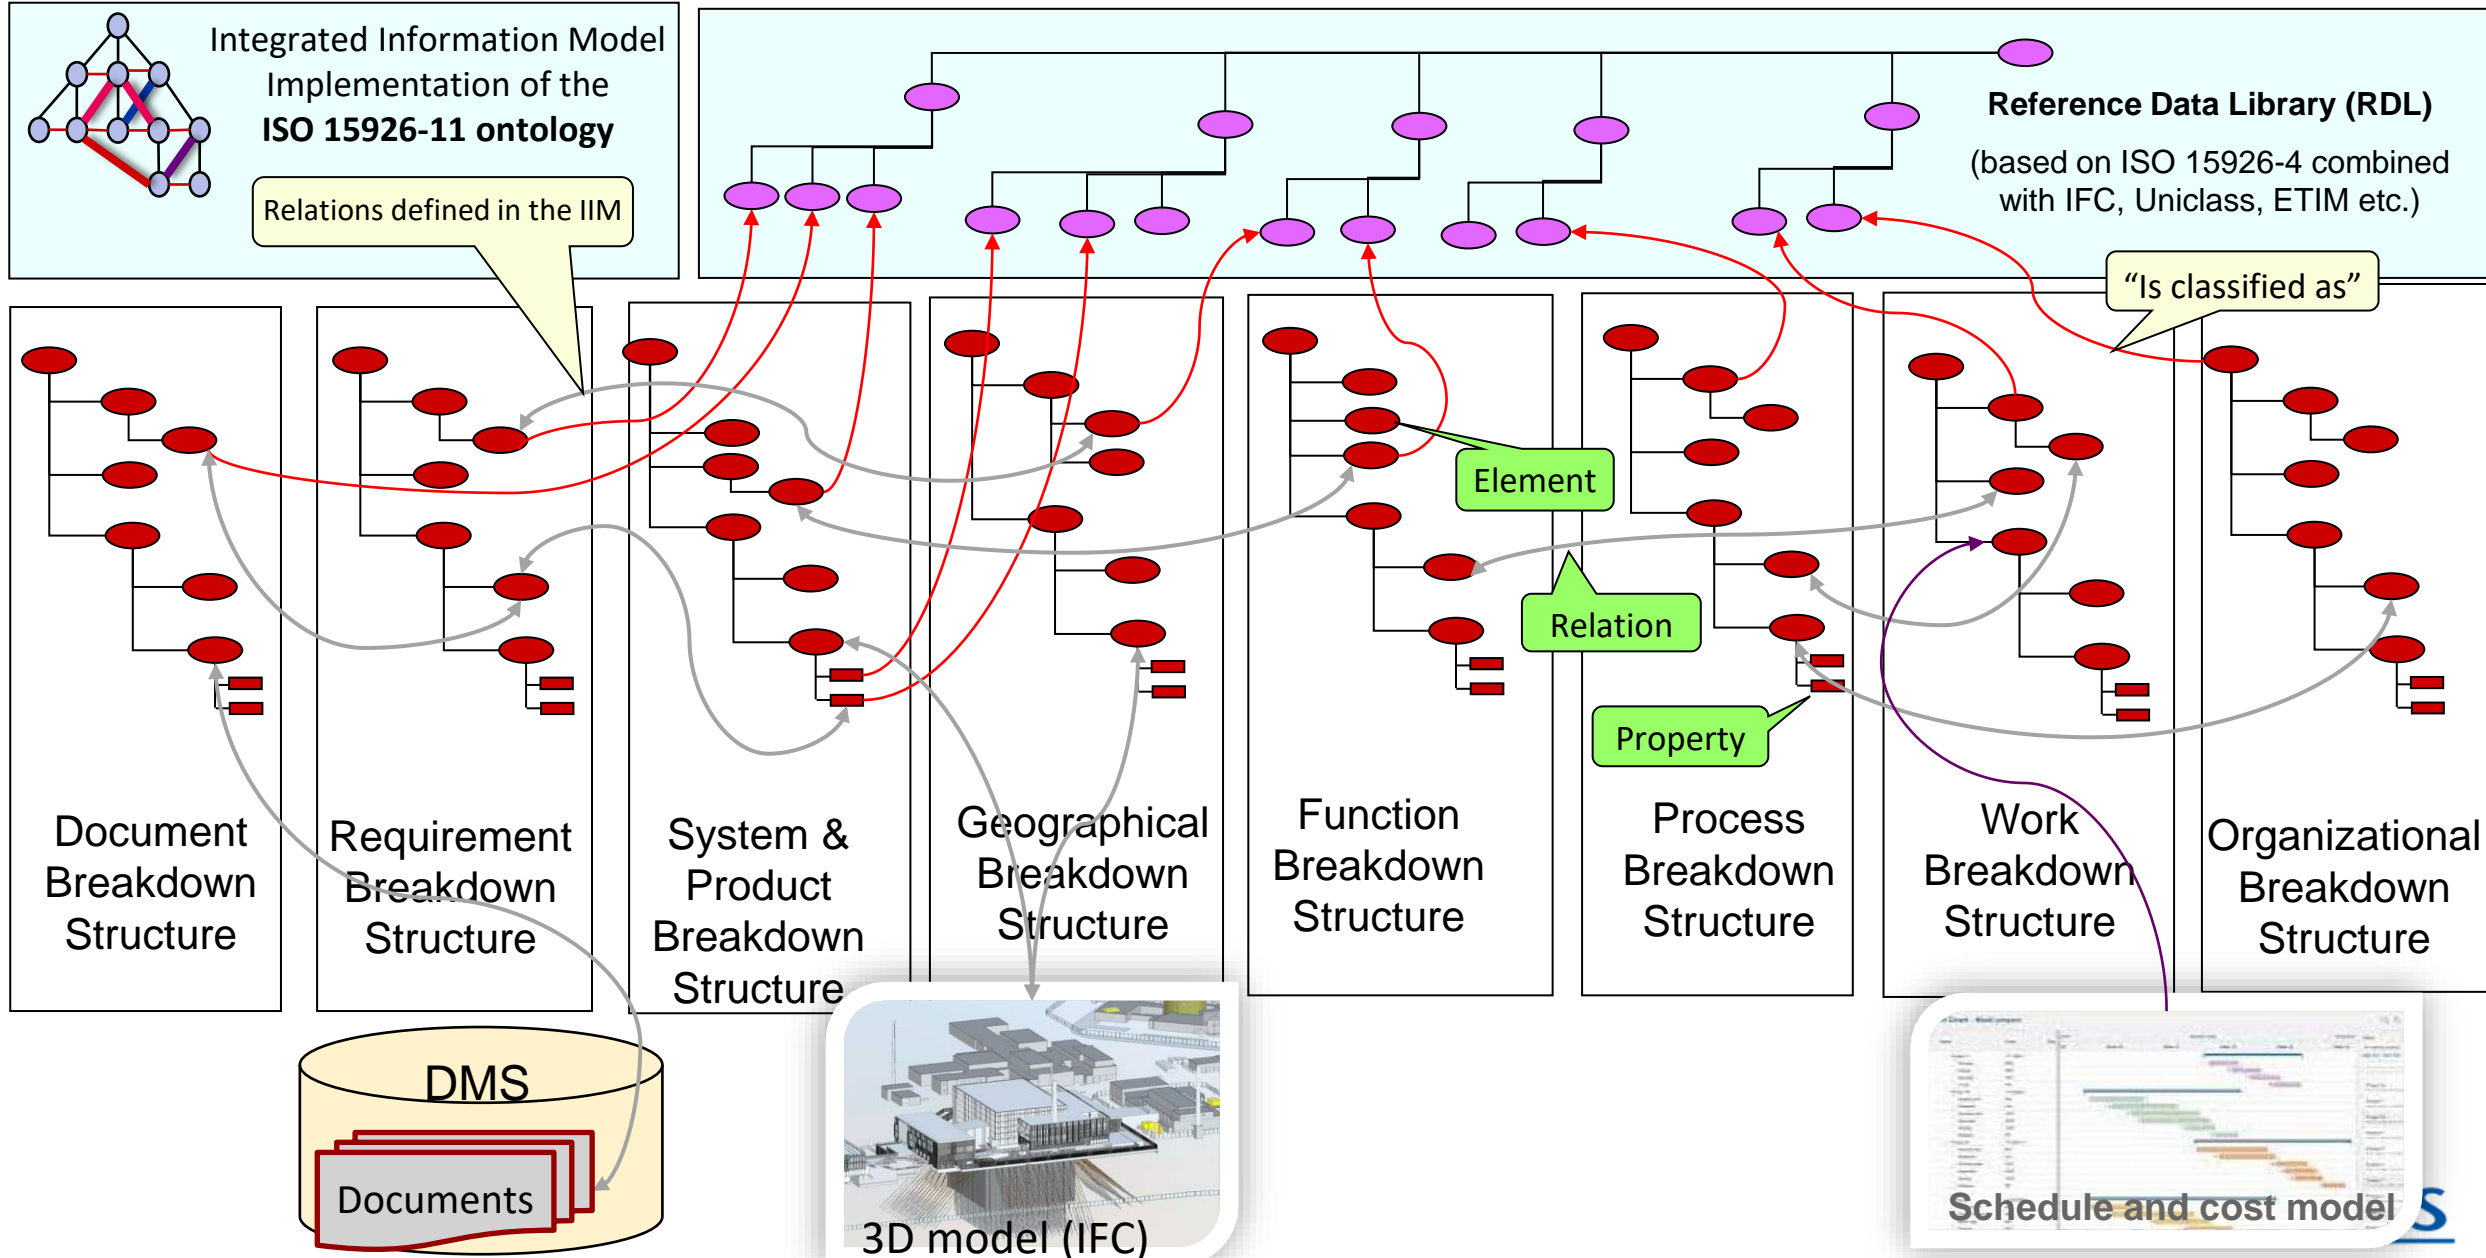 Integrated Information Model
Implementation of the
ISO 15926-11 ontology
Relations defined in the IIM
Reference Data Library (RDL)
(based on ISO 15926-4 combined
with IFC, Uniclass, ETIM etc.)
“Is classified as”
Element
Relation
Property
Document
Breakdown
Structure
Requirement
Breakdown
Structure
System &
Product
Breakdown
Structure
Geographical
Breakdown
Structure
Function
Breakdown
Structure
Process
Breakdown
Structure
Work
Breakdown
Structure
Organizational
Breakdown
Structure
DMS
Documents
3D model (IFC)
Schedule and cost model
S